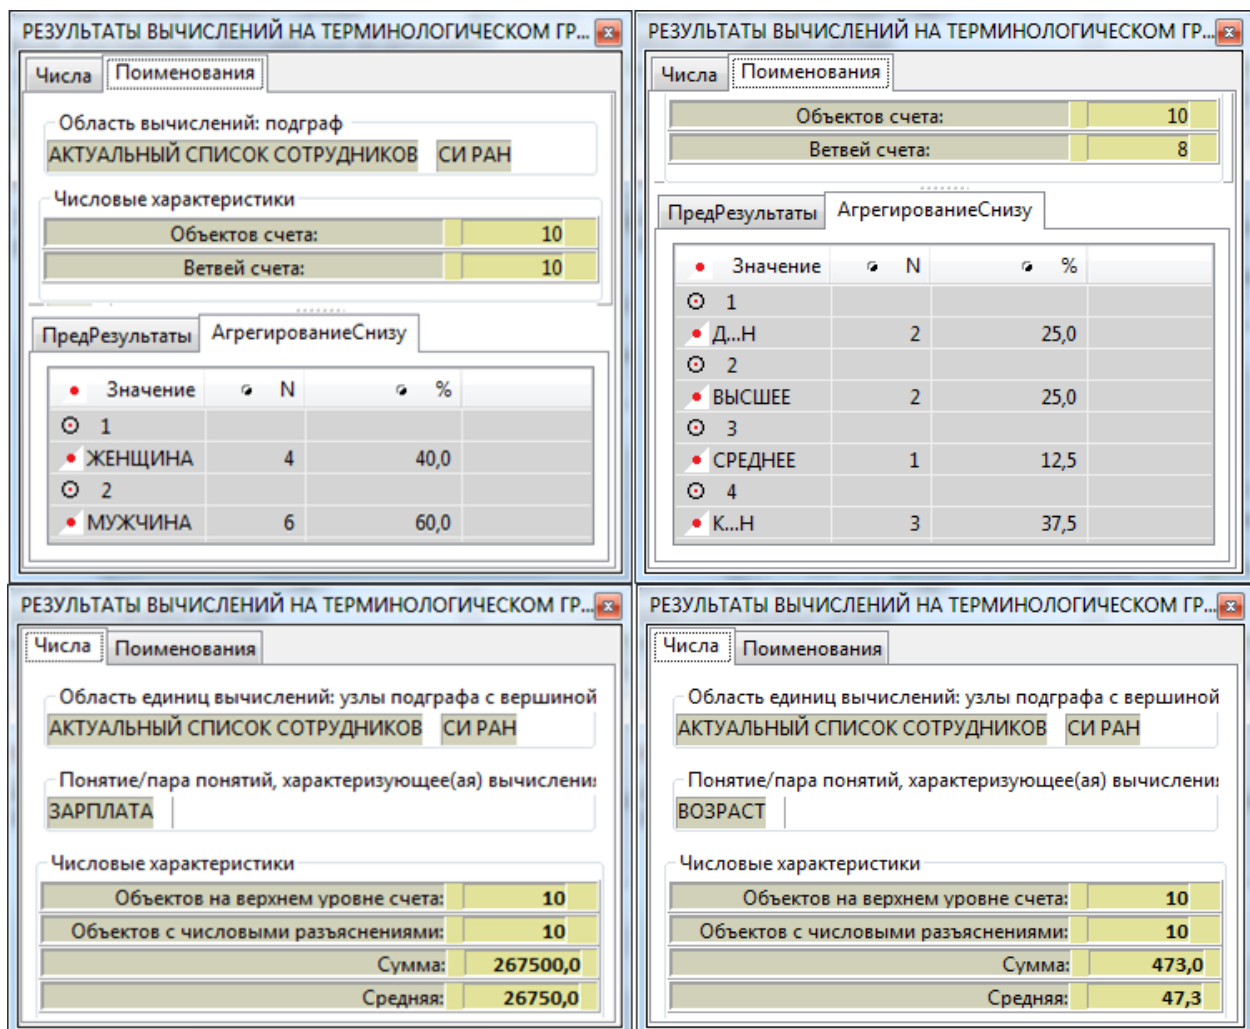 РЕЗУЛЬТАТЫ ВЫЧИСЛЕНИЙ НА ТЕРМИНОЛОГИЧЕСКОМ ГР...
Числа Поименования
Область вычислений: подграф
АКТУАЛЬНЫЙ СПИСОК СОТРУДНИКОВ СИ РАН
Числовые характеристики
Объектов счета: 10
Ветвей счета: 10
ПредРезультаты АгрегированиеСнизу
Значение N %
1
ЖЕНЩИНА 4 40,0
2
МУЖЧИНА 6 60,0
РЕЗУЛЬТАТЫ ВЫЧИСЛЕНИЙ НА ТЕРМИНОЛОГИЧЕСКОМ ГР...
Числа Поименования
Объектов счета: 10
Ветвей счета: 8
ПредРезультаты АгрегированиеСнизу
Значение N %
1
Д...Н 2 25,0
2
ВЫСШЕЕ 2 25,0
3
СРЕДНЕЕ 1 12,5
4
К...Н 3 37,5
РЕЗУЛЬТАТЫ ВЫЧИСЛЕНИЙ НА ТЕРМИНОЛОГИЧЕСКОМ ГР...
Числа Поименования
Область единиц вычислений: узлы подграфа с вершиной
АКТУАЛЬНЫЙ СПИСОК СОТРУДНИКОВ СИ РАН
Понятие/пара понятий, характеризующее(ая) вычислени
ЗАРПЛАТА
Числовые характеристики
Объектов на верхнем уровне счета: 10
Объектов с числовыми разъяснениями: 10
Сумма: 267500,0
Средняя: 26750,0
РЕЗУЛЬТАТЫ ВЫЧИСЛЕНИЙ НА ТЕРМИНОЛОГИЧЕСКОМ ГР...
Числа Поименования
Область единиц вычислений: узлы подграфа с вершиной
АКТУАЛЬНЫЙ СПИСОК СОТРУДНИКОВ СИ РАН
Понятие/пара понятий, характеризующее(ая) вычислени
ВОЗРАСТ
Числовые характеристики
Объектов на верхнем уровне счета: 10
Объектов с числовыми разъяснениями: 10
Сумма: 473,0
Средняя: 47,3